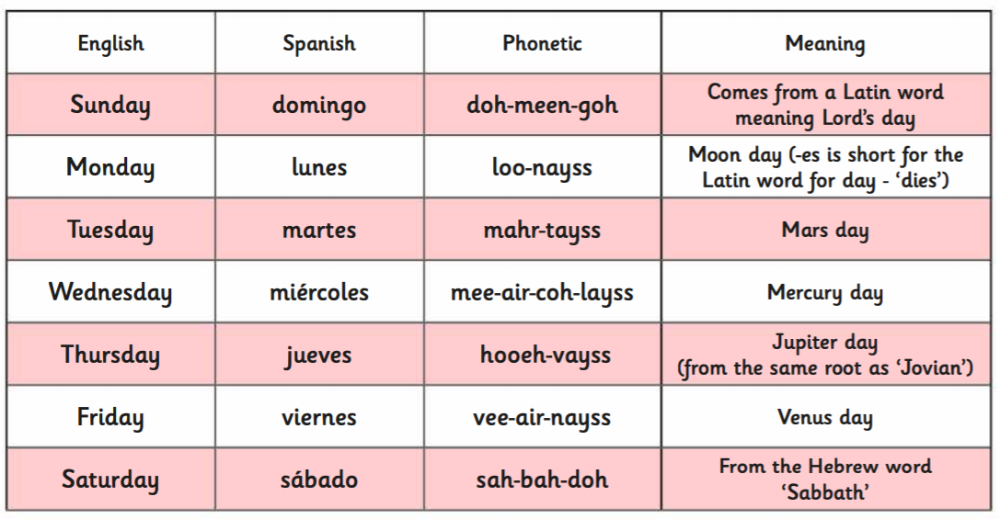 English Spanish Phonetic Meaning
Sunday domingo doh-meen-goh Comes from a Latin word
meaning Lord's day
Monday lunes loo-nayss Moon day (-es is short for the
Latin word for day - 'dies')
Tuesday martes mahr-tayss Mars day
Wednesday miércoles mee-air-coh-layss Mercury day
Thursday jueves hooeh-vayss Jupiter day
(from the same root as 'Jovian')
Friday viernes vee-air-nayss Venus day
Saturday sábado sah-bah-doh From the Hebrew word
'Sabbath'